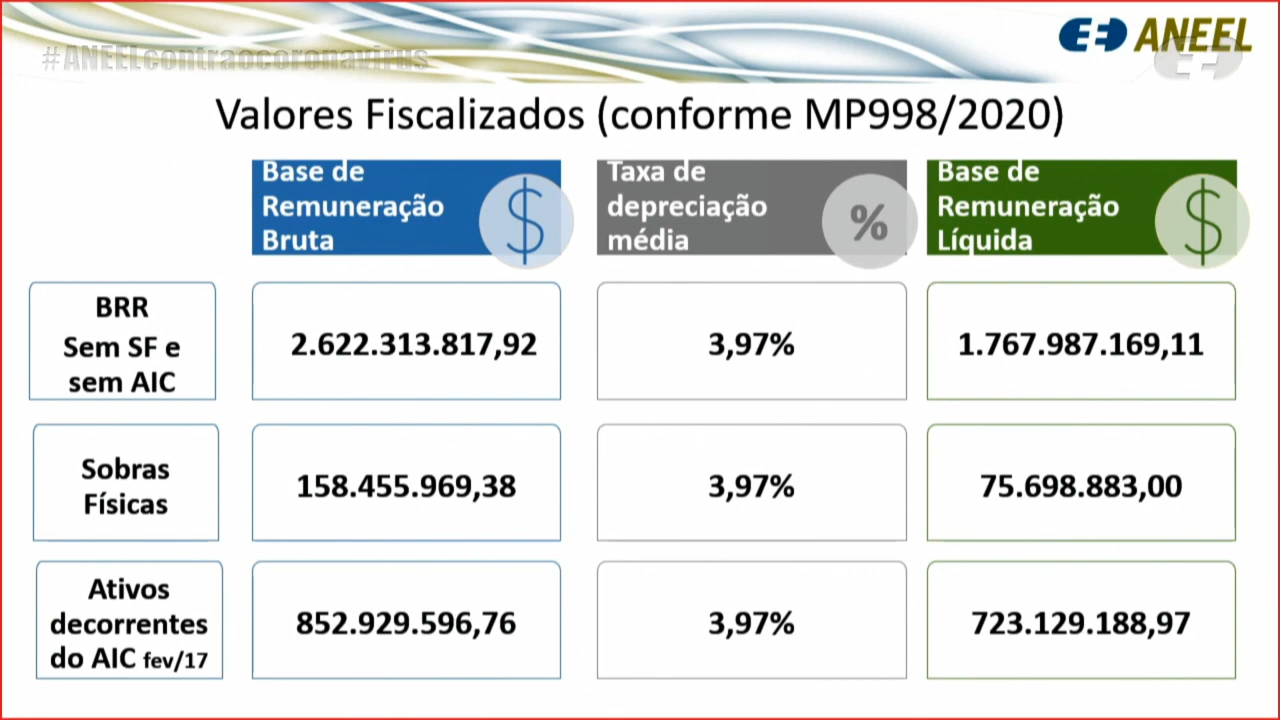 #ANEELcontraocoronavirus
ANEEL
Valores Fiscalizados (conforme MP998/2020)
Base de
Remuneração
Bruta
$
Taxa de
depreciação
média
%
Base de
Remuneração
Líquida
$
BRR
Sem SF e
sem AIC
2.622.313.817,92
3,97%
1.767.987.169,11
Sobras
Físicas
158.455.969,38
3,97%
75.698.883,00
Ativos
decorrentes
do AIC fev/17
852.929.596,76
3,97%
723.129.188,97